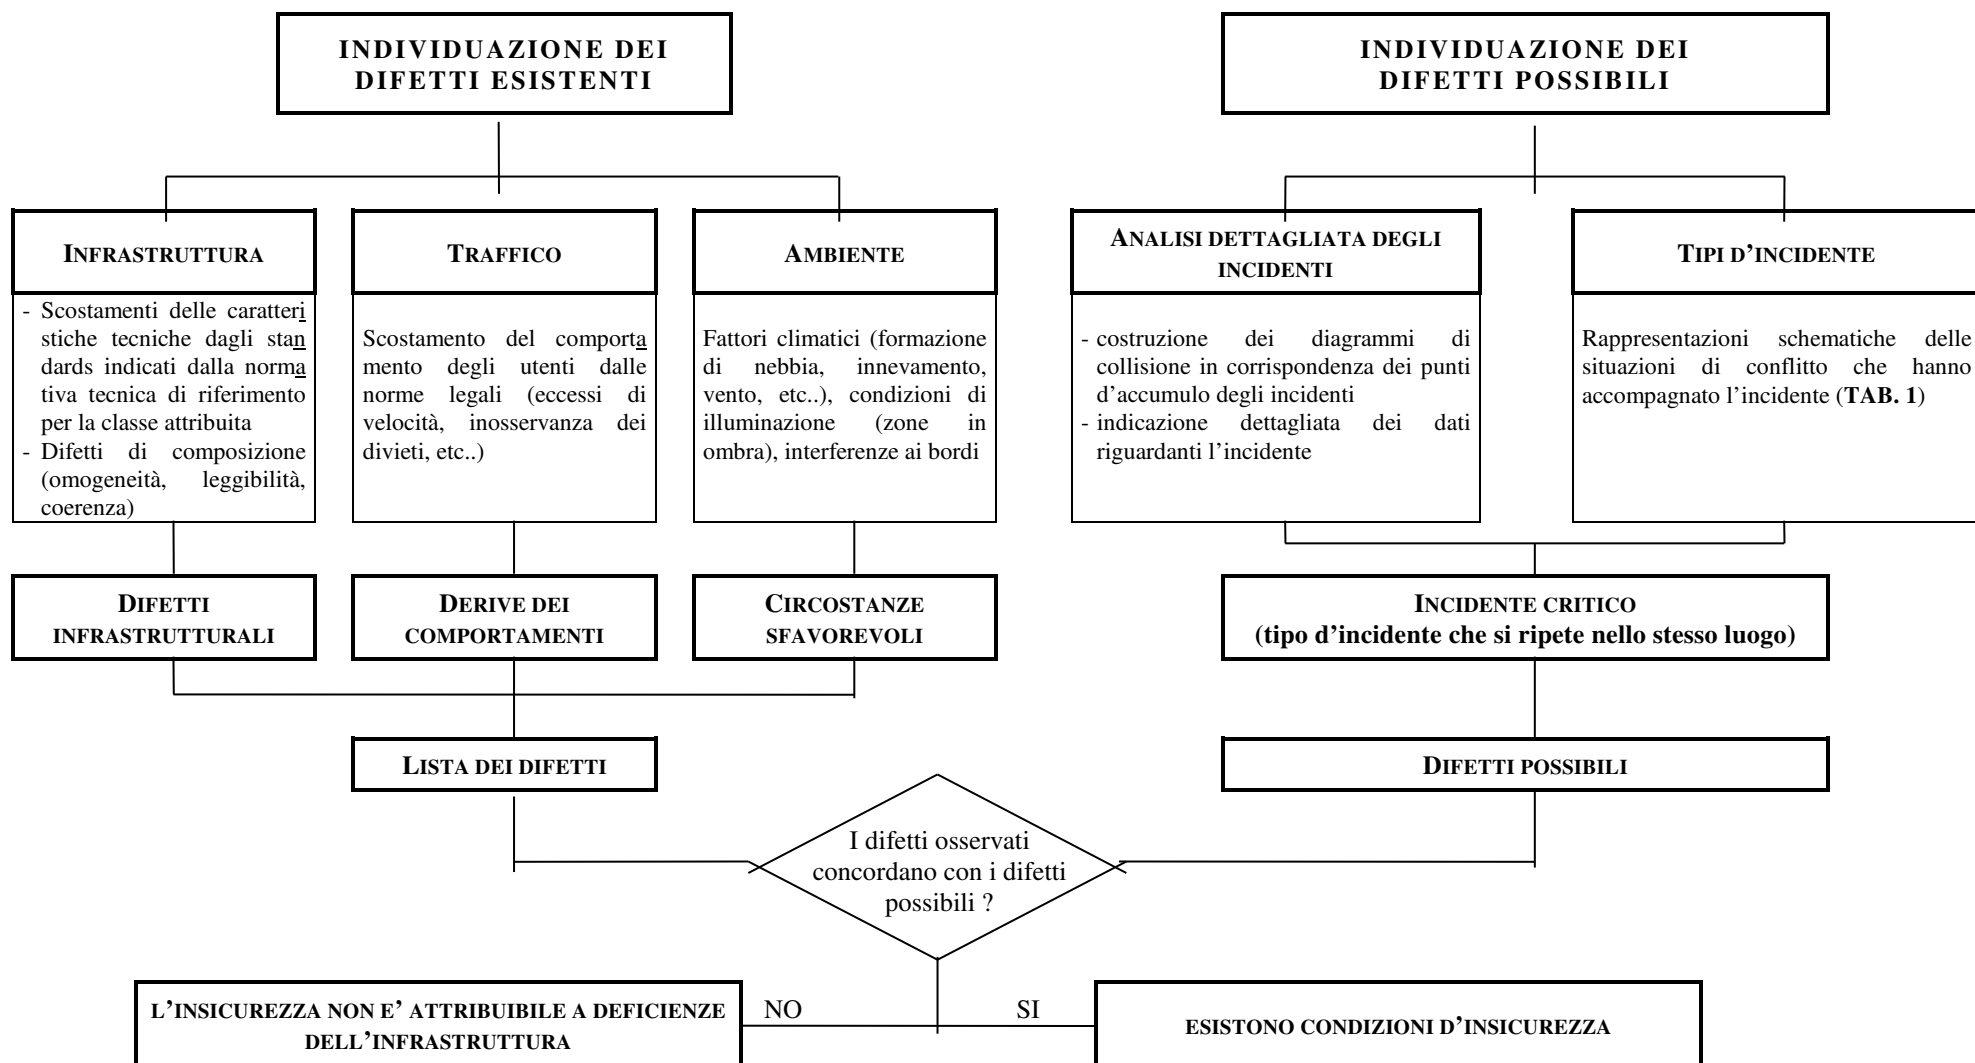 INDIVIDUAZIONE DEI
DIFETTI ESISTENTI
INDIVIDUAZIONE DEI
DIFETTI POSSIBILI
INFRASTRUTTURA
- Scostamenti delle caratteri
stiche tecniche dagli stan
dards indicati dalla norma
tiva tecnica di riferimento
per la classe attribuita
- Difetti di composizione
(omogeneità, leggibilità,
coerenza)
TRAFFICO
Scostamento del comporta
mento degli utenti dalle
norme legali (eccessi di
velocità, inosservanza dei
divieti, etc..)
AMBIENTE
Fattori climatici (formazione
di nebbia, innevamento,
vento, etc..), condizioni di
illuminazione (zone in
ombra), interferenze ai bordi
ANALISI DETTAGLIATA DEGLI
INCIDENTI
- costruzione dei diagrammi di
collisione in corrispondenza dei punti
d’accumulo degli incidenti
- indicazione dettagliata dei dati
riguardanti l’incidente
TIPI D’INCIDENTE
Rappresentazioni schematiche delle
situazioni di conflitto che hanno
accompagnato l’incidente (TAB. 1)
DIFETTI
INFRASTRUTTURALI
DERIVE DEI
COMPORTAMENTI
CIRCOSTANZE
SFAVOREVOLI
INCIDENTE CRITICO
(tipo d’incidente che si ripete nello stesso luogo)
LISTA DEI DIFETTI
DIFETTI POSSIBILI
I difetti osservati
concordano con i difetti
possibili ?
L’INSICUREZZA NON E’ ATTRIBUIBILE A DEFICIENZE
DELL’INFRASTRUTTURA
NO
SI
ESISTONO CONDIZIONI D’INSICUREZZA